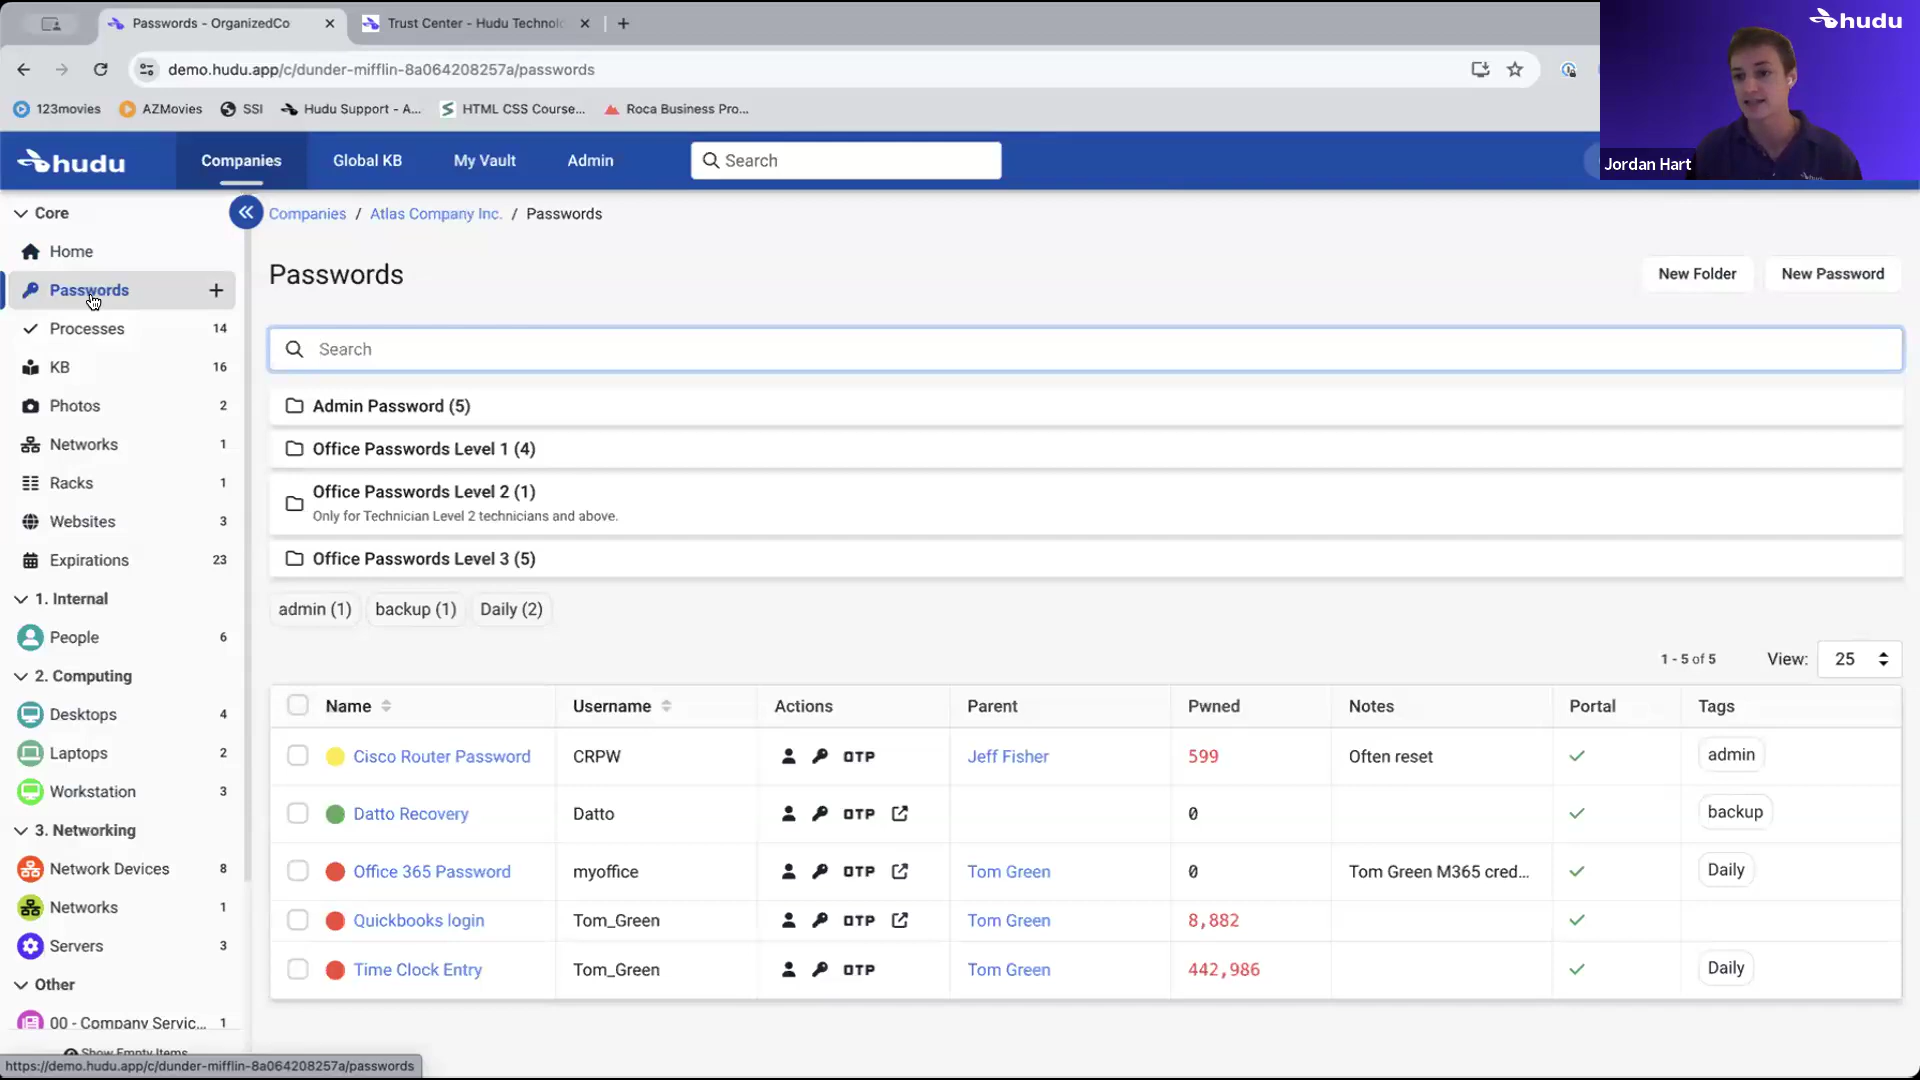 Passwords - OrganizedCo
Trust Center - Hudu Technol
demo.hudu.app/c/dunder-mifflin-8a064208257a/passwords
123movies
AZMovies
SSI
Hudu Support - A...
HTML CSS Course...
Roca Business Pro...
hudu
Jordan Hart
hudu
Companies
Global KB
My Vault
Admin
Search
Core
Home
Passwords
Processes 14
KB 16
Photos 2
Networks 1
Racks 1
Websites 3
Expirations 23
1. Internal
People 6
2. Computing
Desktops 4
Laptops 2
Workstation 3
3. Networking
Network Devices 8
Networks 1
Servers 3
Other
00 - Company Servic... 1
Show Empty Items
https://demo.hudu.app/c/dunder-mifflin-8a064208257a/passwords
Companies / Atlas Company Inc. / Passwords
Passwords
New Folder
New Password
Search
Admin Password (5)
Office Passwords Level 1 (4)
Office Passwords Level 2 (1)
Only for Technician Level 2 technicians and above.
Office Passwords Level 3 (5)
admin (1) backup (1) Daily (2)
1 - 5 of 5 View: 25
Name Username Actions Parent Pwned Notes Portal Tags
Cisco Router Password CRPW OTP Jeff Fisher 599 Often reset admin
Datto Recovery Datto OTP 0 backup
Office 365 Password myoffice OTP Tom Green 0 Tom Green M365 cred... Daily
Quickbooks login Tom_Green OTP Tom Green 8,882
Time Clock Entry Tom_Green OTP Tom Green 442,986 Daily